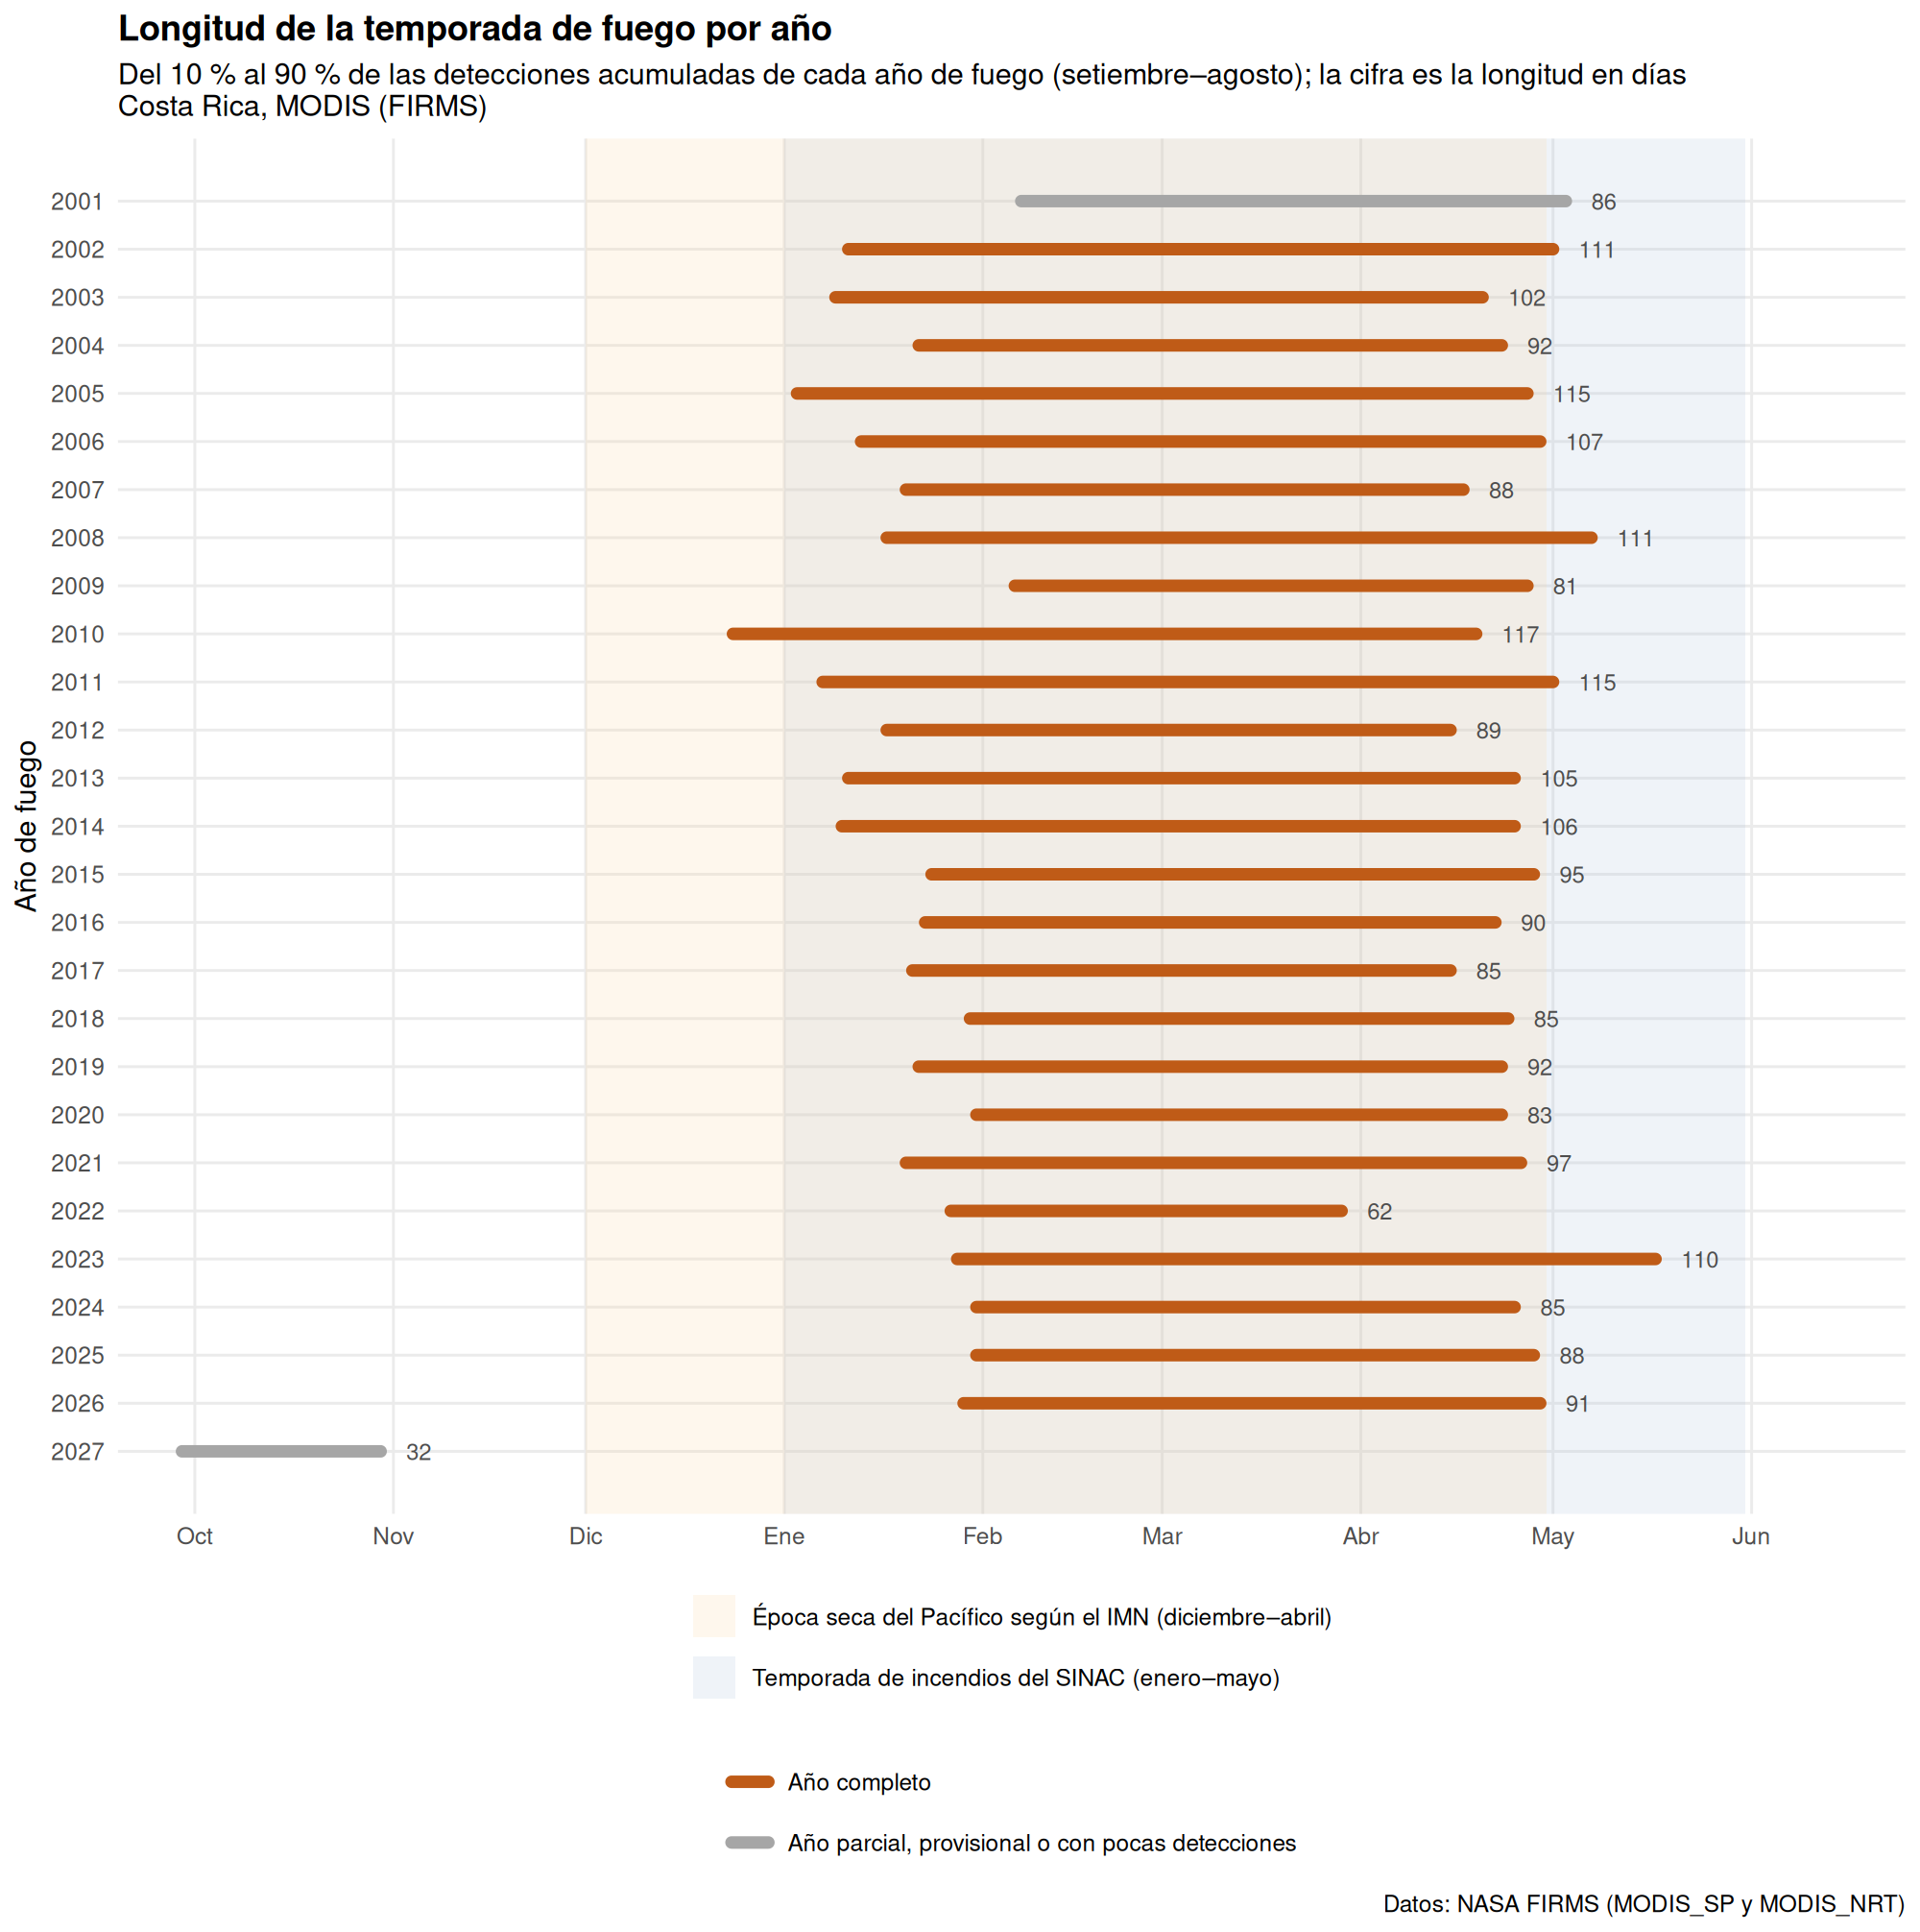 Longitud de la temporada de fuego por año
Del 10 % al 90 % de las detecciones acumuladas de cada año de fuego (setiembre–agosto); la cifra es la longitud en días
Costa Rica, MODIS (FIRMS)
Año de fuego
2001 86
2002 111
2003 102
2004 92
2005 115
2006 107
2007 88
2008 111
2009 81
2010 117
2011 115
2012 89
2013 105
2014 106
2015 95
2016 90
2017 85
2018 85
2019 92
2020 83
2021 97
2022 62
2023 110
2024 85
2025 88
2026 91
2027 32
Oct Nov Dic Ene Feb Mar Abr May Jun
Época seca del Pacífico según el IMN (diciembre–abril)
Temporada de incendios del SINAC (enero–mayo)
Año completo
Año parcial, provisional o con pocas detecciones
Datos: NASA FIRMS (MODIS_SP y MODIS_NRT)